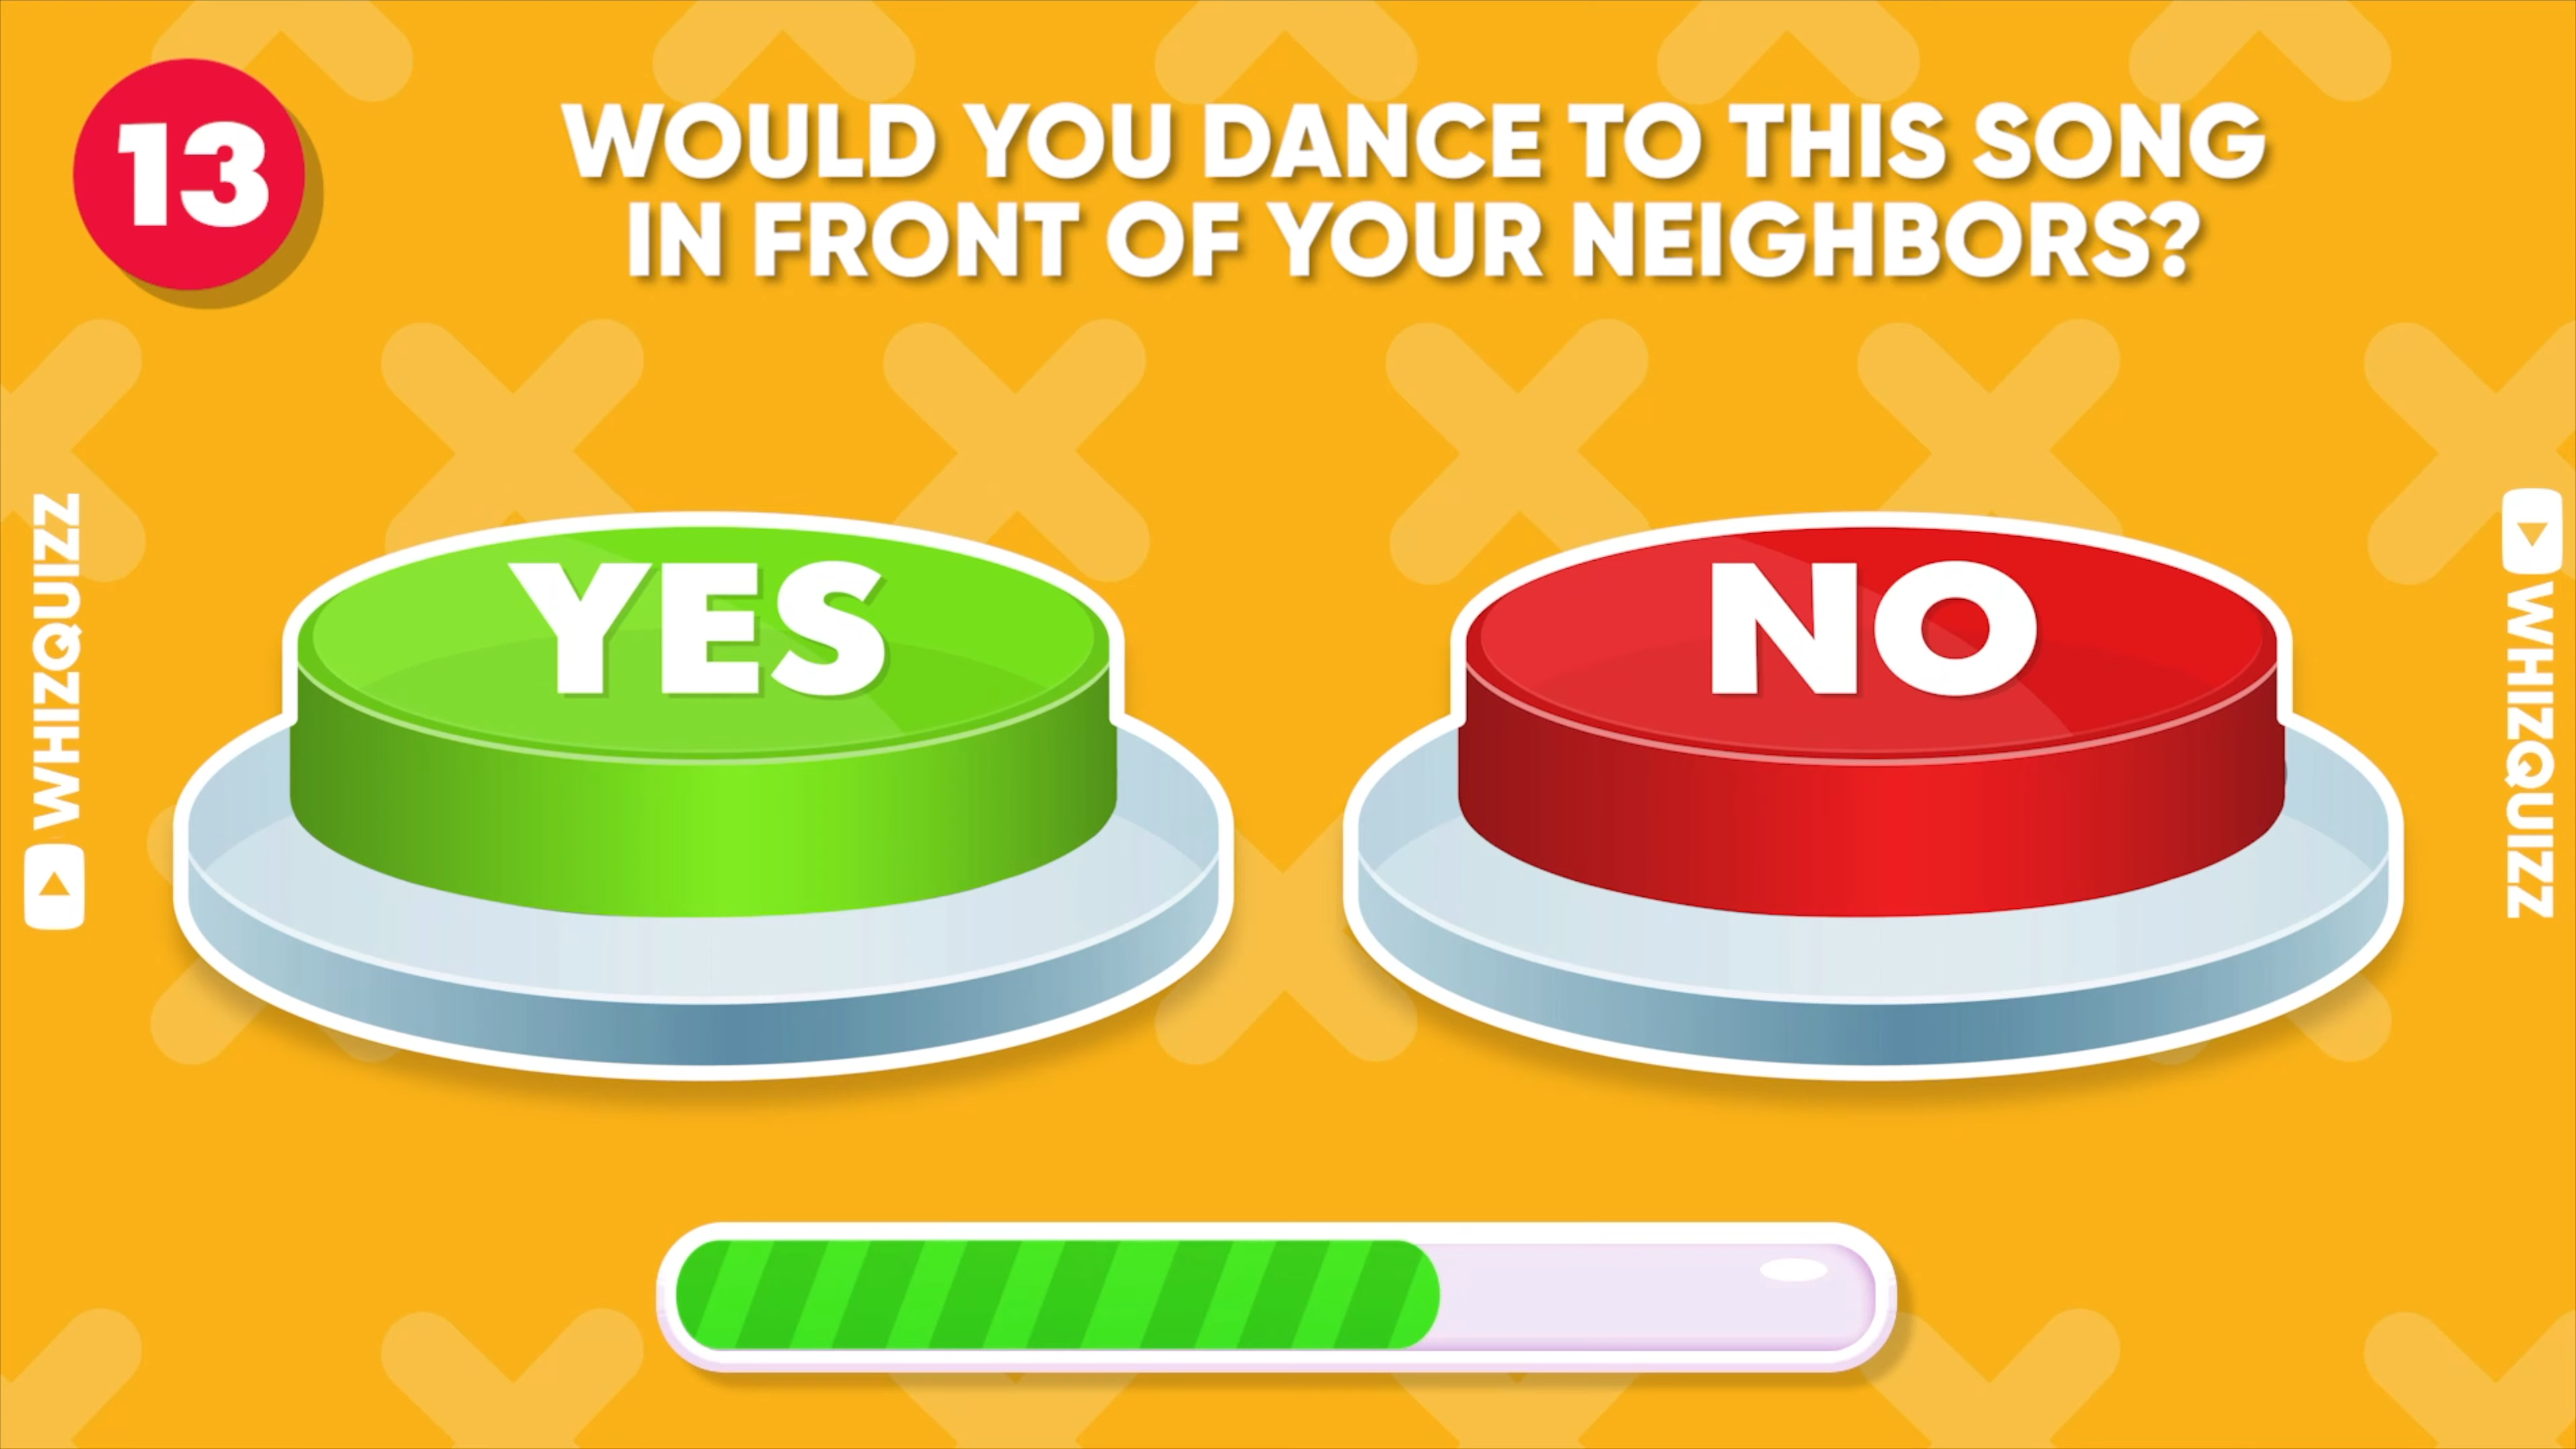 13
WOULD YOU DANCE TO THIS SONG
IN FRONT OF YOUR NEIGHBORS?
YES
NO
WHIZQUIZZ
WHIZQUIZZ